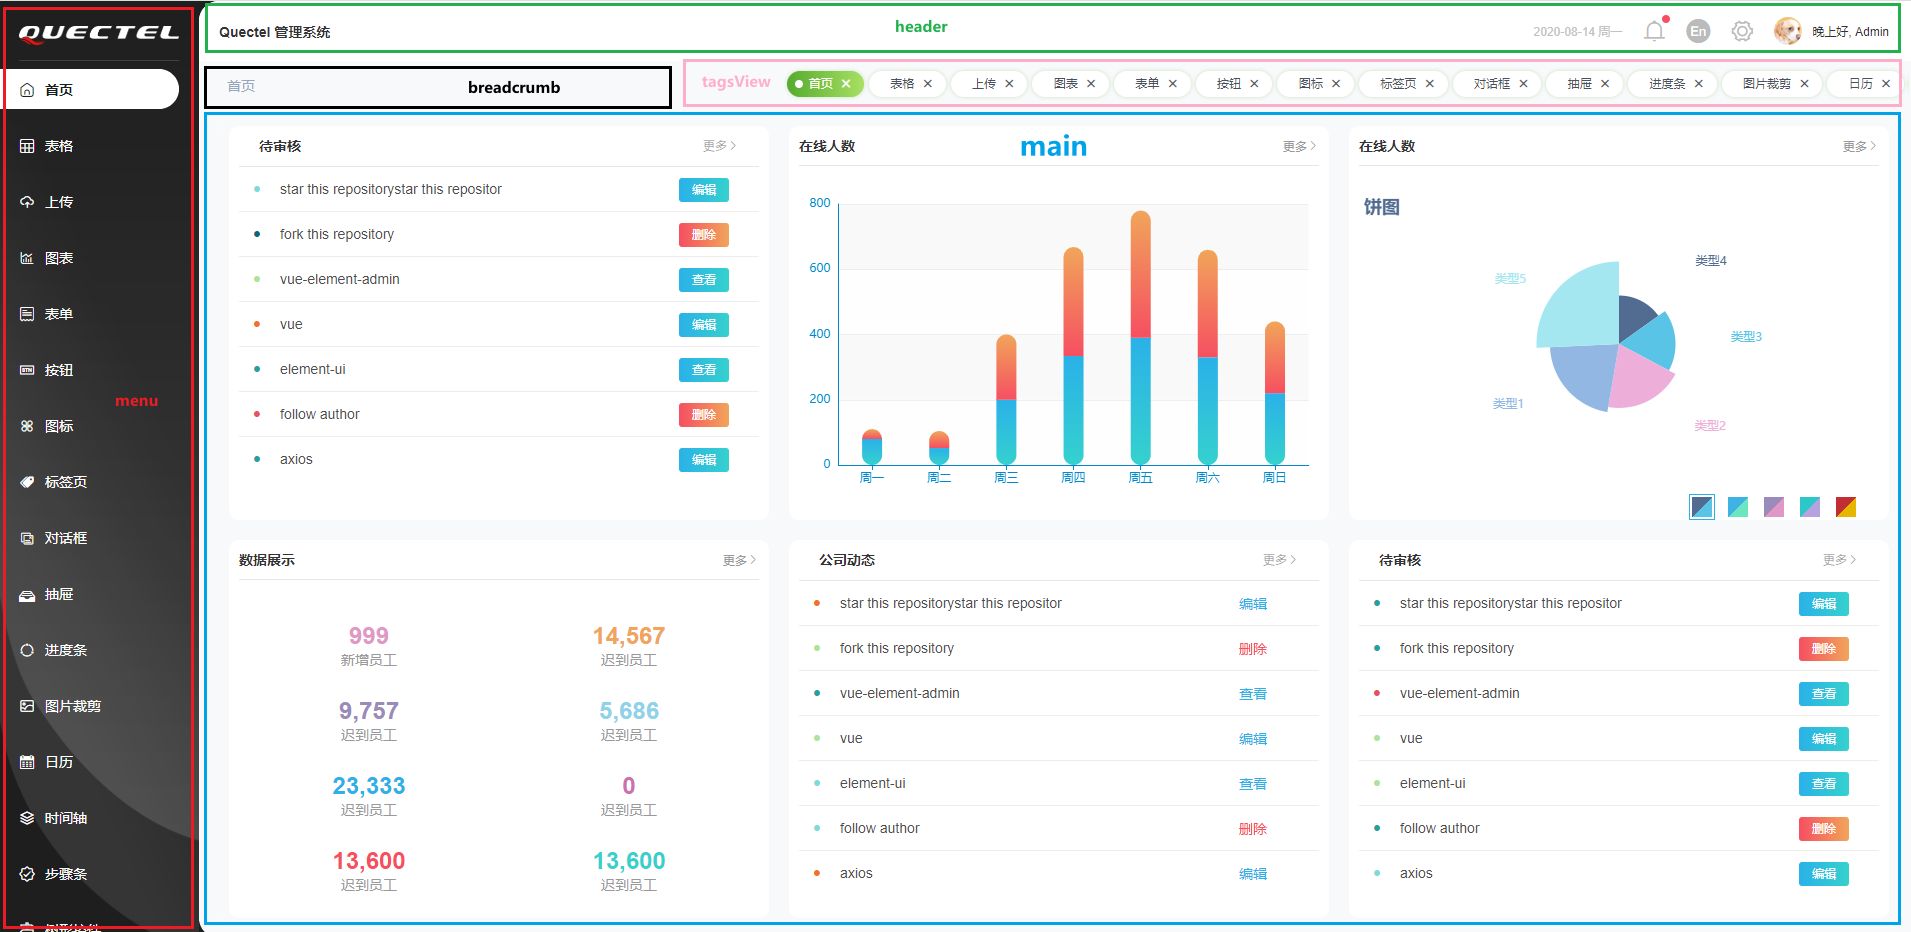 QUECTEL
首页
表格
上传
图表
表单
按钮
menu
图标
标签页
对话框
抽屉
进度条
图片裁剪
日历
时间轴
步骤条
Quectel 管理系统
header
2020-08-14 周一
En
晚上好, Admin
首页
breadcrumb
tagsView
首页
表格
上传
图表
表单
按钮
图标
标签页
对话框
抽屉
进度条
图片裁剪
日历
main
待审核
更多
star this repositorystar this repositor
编辑
fork this repository
删除
vue-element-admin
查看
vue
编辑
element-ui
查看
follow author
删除
axios
编辑
在线人数
更多
800
600
400
200
0
周一
周二
周三
周四
周五
周六
周日
在线人数
更多
饼图
类型4
类型5
类型3
类型1
类型2
数据展示
更多
999
新增员工
14,567
迟到员工
9,757
迟到员工
5,686
迟到员工
23,333
迟到员工
0
迟到员工
13,600
迟到员工
13,600
迟到员工
公司动态
更多
star this repositorystar this repositor
编辑
fork this repository
删除
vue-element-admin
查看
vue
编辑
element-ui
查看
follow author
删除
axios
编辑
待审核
更多
star this repositorystar this repositor
编辑
fork this repository
删除
vue-element-admin
查看
vue
编辑
element-ui
查看
follow author
删除
axios
编辑